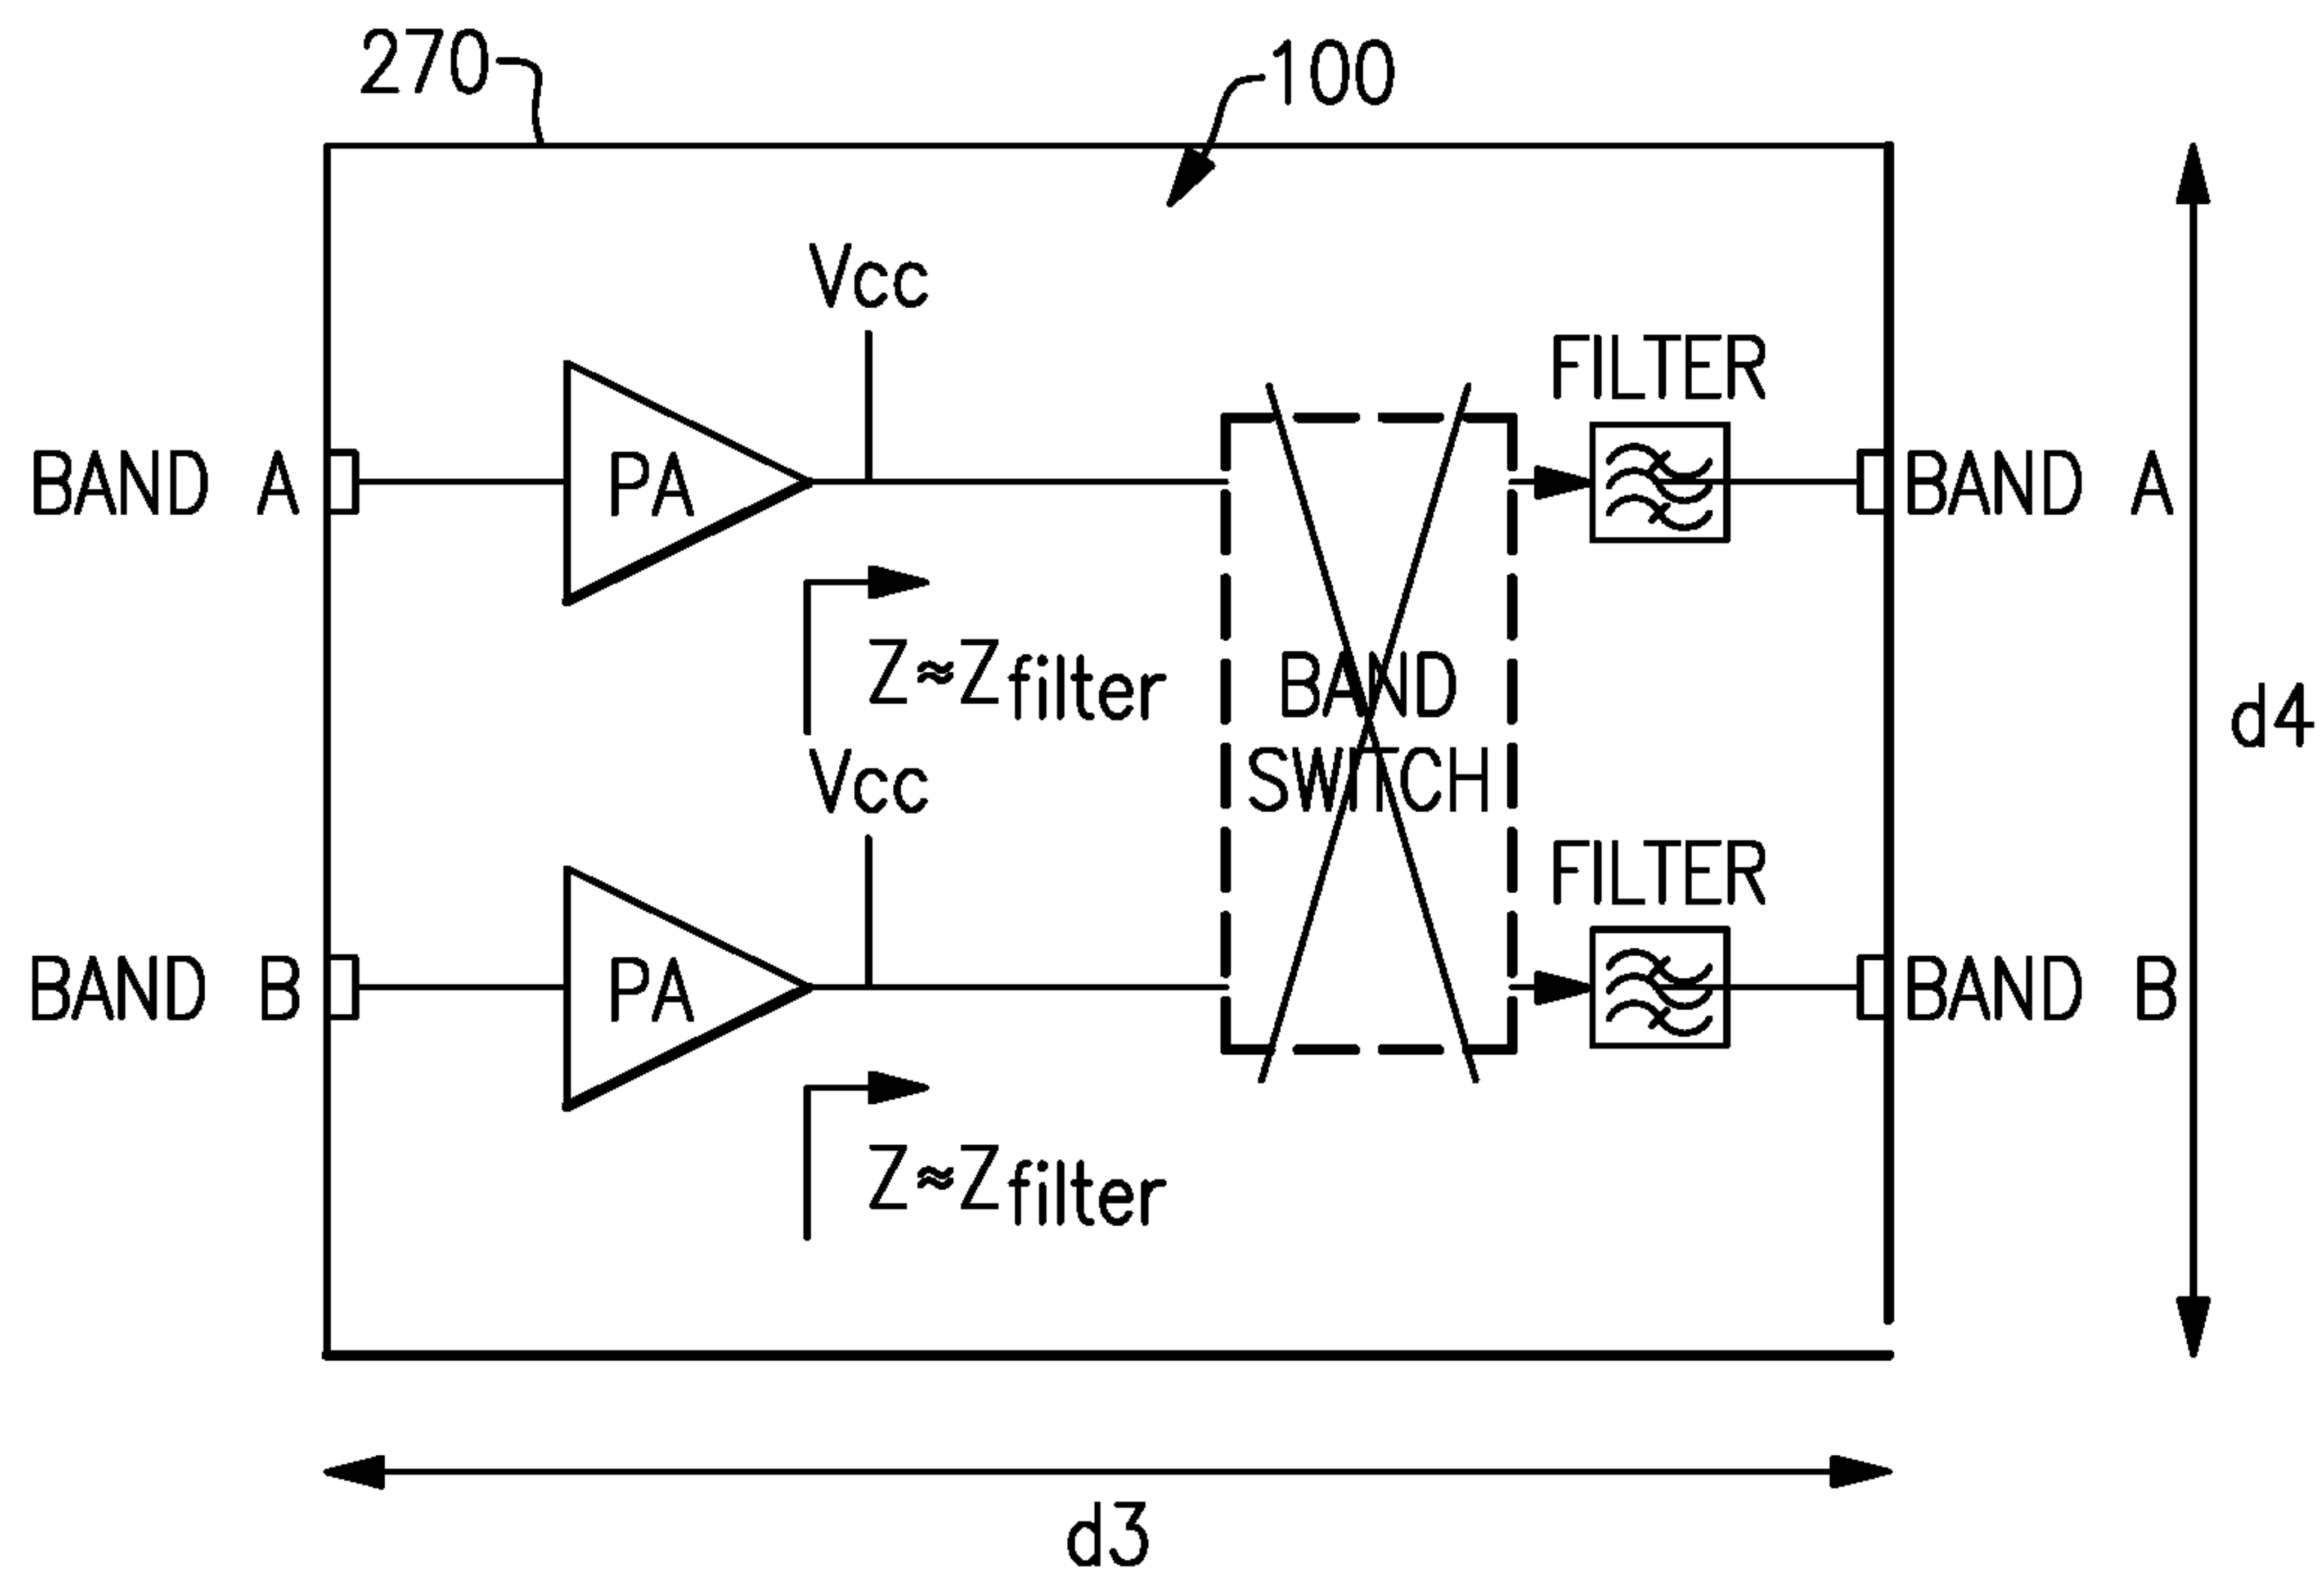 270
100
Vcc
FILTER
BAND A
PA
BAND A
Z≈Zfilter
BAND
SWITCH
d4
Vcc
FILTER
BAND B
PA
BAND B
Z≈Zfilter
d3